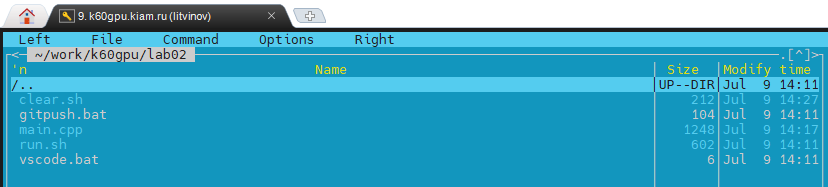 9. k60gpu.kiam.ru (litvinov)
Left File Command Options Right
<─ ~/work/k60gpu/lab02 .[^]>
'n Name Size Modify time
/.. UP--DIR Jul 9 14:11
clear.sh 212 Jul 9 14:27
gitpush.bat 104 Jul 9 14:11
main.cpp 1248 Jul 9 14:17
run.sh 602 Jul 9 14:11
vscode.bat 6 Jul 9 14:11